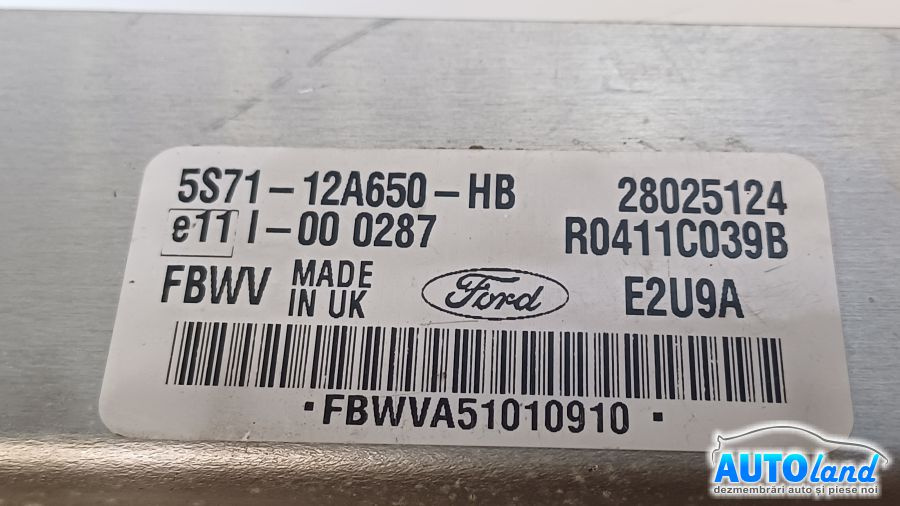 5S71-12A650-HB 28025124
e11 I-00 0287 R0411C039B
FBWV MADE IN UK Ford E2U9A
•FBWVA51010910•
AUTOland
dezmembrări auto și piese noi